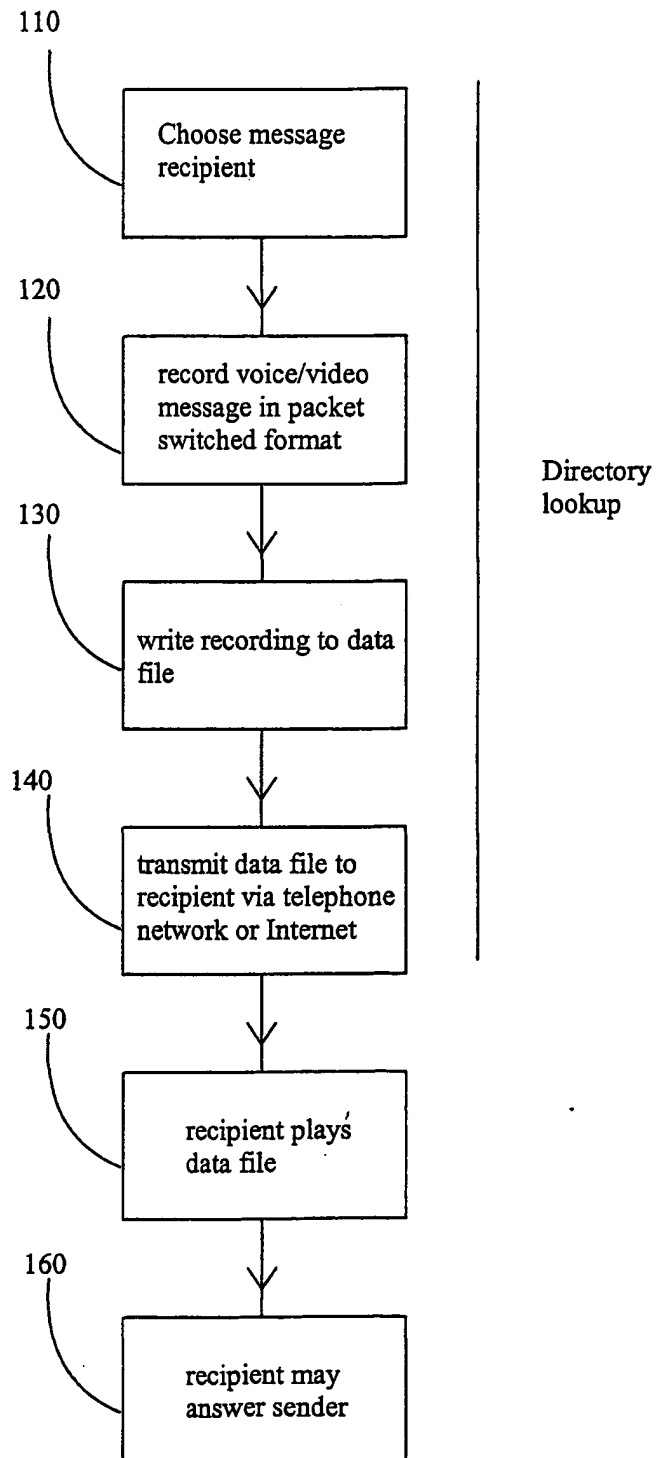 110
Choose message
recipient
120
record voice/video
message in packet
switched format
Directory
lookup
130
write recording to data
file
140
transmit data file to
recipient via telephone
network or Internet
150
recipient plays
data file
160
recipient may
answer sender